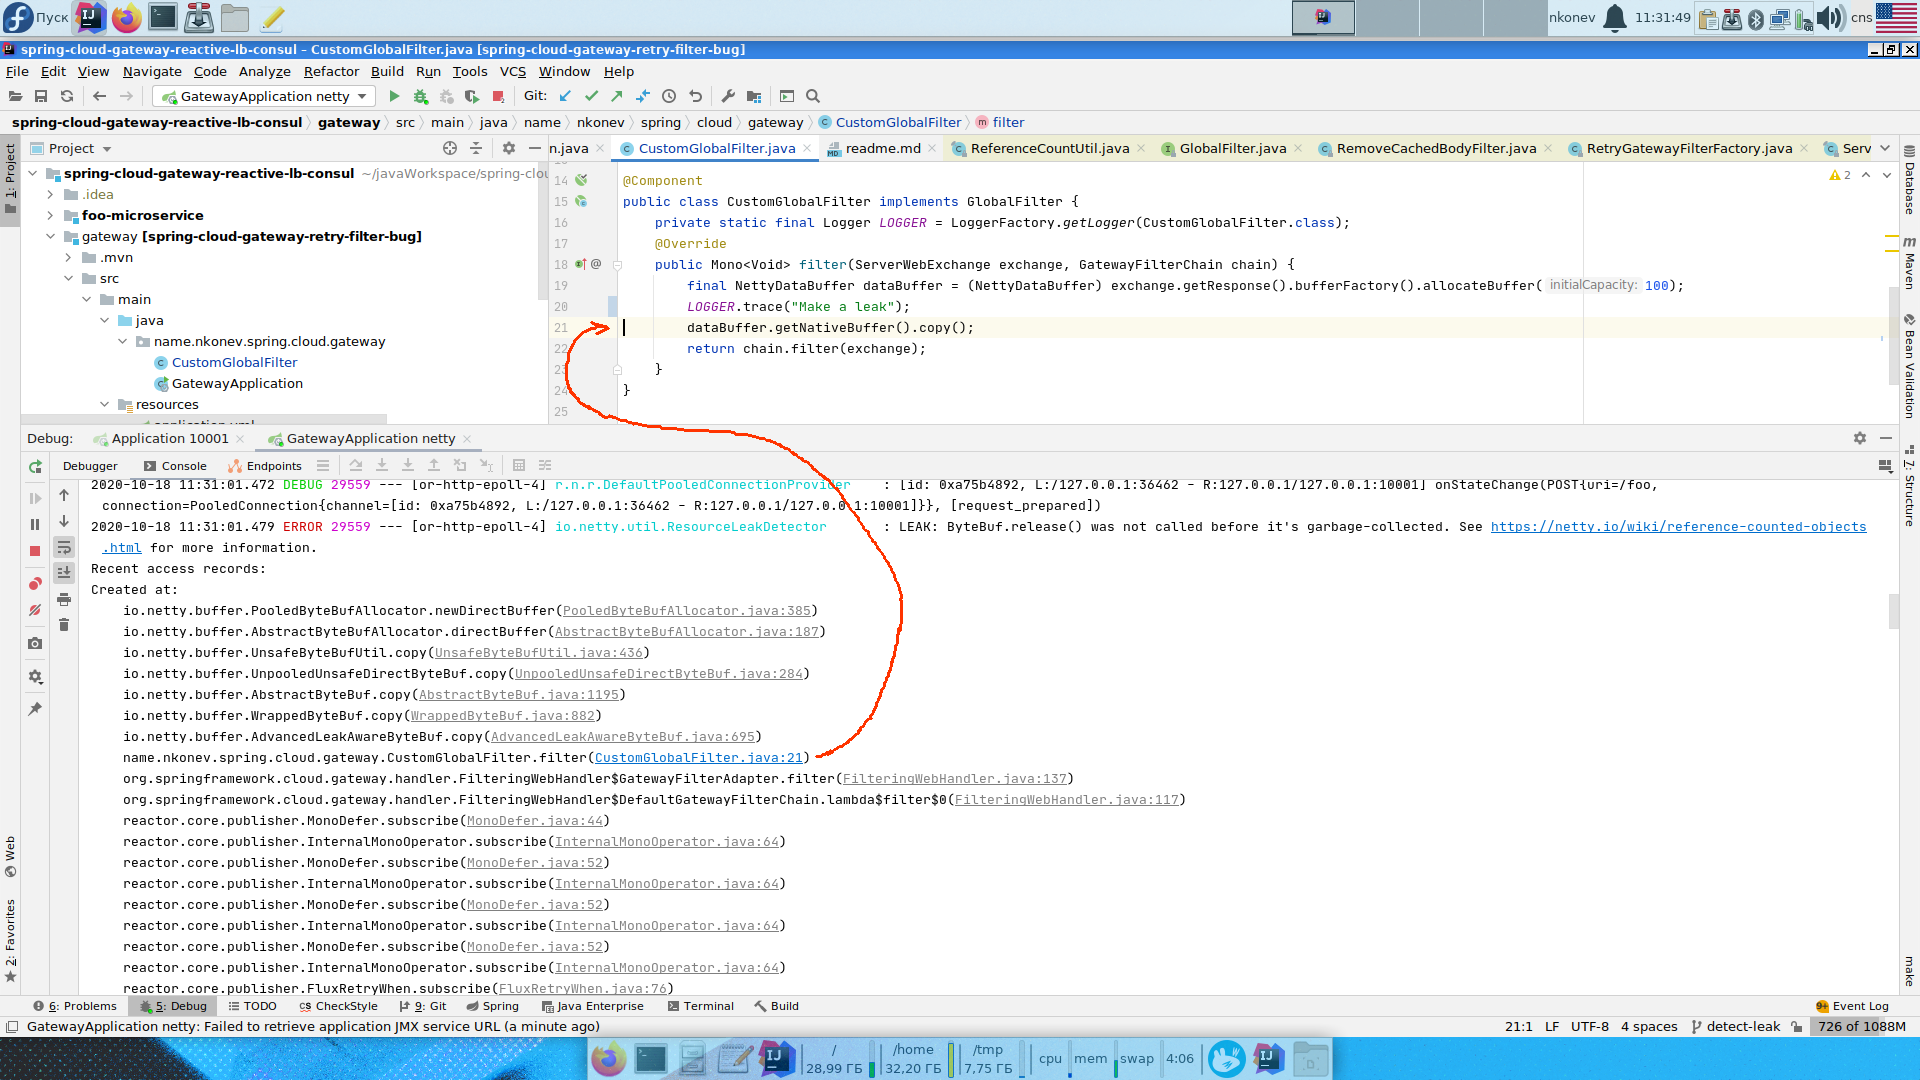 Пуск
nkonev 11:31:49 cns
spring-cloud-gateway-reactive-lb-consul – CustomGlobalFilter.java [spring-cloud-gateway-retry-filter-bug]
File Edit View Navigate Code Analyze Refactor Build Run Tools VCS Window Help
GatewayApplication netty Git:
spring-cloud-gateway-reactive-lb-consul gateway src main java name nkonev spring cloud gateway CustomGlobalFilter filter
Project
n.java CustomGlobalFilter.java readme.md ReferenceCountUtil.java GlobalFilter.java RemoveCachedBodyFilter.java RetryGatewayFilterFactory.java Serv
1: Project
spring-cloud-gateway-reactive-lb-consul ~/javaWorkspace/spring-clou
.idea
foo-microservice
gateway [spring-cloud-gateway-retry-filter-bug]
.mvn
src
main
java
name.nkonev.spring.cloud.gateway
CustomGlobalFilter
GatewayApplication
resources
application.yml
2
14 @Component
15 public class CustomGlobalFilter implements GlobalFilter {
16 private static final Logger LOGGER = LoggerFactory.getLogger(CustomGlobalFilter.class);
17 @Override
18 @ public Mono<Void> filter(ServerWebExchange exchange, GatewayFilterChain chain) {
19 final NettyDataBuffer dataBuffer = (NettyDataBuffer) exchange.getResponse().bufferFactory().allocateBuffer( initialCapacity: 100);
20 LOGGER.trace("Make a leak");
21 dataBuffer.getNativeBuffer().copy();
22 return chain.filter(exchange);
23 }
24 }
25
Database
Maven
Bean Validation
7: Structure
make
Debug: Application 10001 GatewayApplication netty
Debugger Console Endpoints
2020-10-18 11:31:01.472 DEBUG 29559 --- [or-http-epoll-4] r.n.r.DefaultPooledConnectionProvider : [id: 0xa75b4892, L:/127.0.0.1:36462 - R:127.0.0.1/127.0.0.1:10001] onStateChange(POST{uri=/foo,
connection=PooledConnection{channel=[id: 0xa75b4892, L:/127.0.0.1:36462 - R:127.0.0.1/127.0.0.1:10001]}}, [request_prepared])
2020-10-18 11:31:01.479 ERROR 29559 --- [or-http-epoll-4] io.netty.util.ResourceLeakDetector : LEAK: ByteBuf.release() was not called before it's garbage-collected. See https://netty.io/wiki/reference-counted-objects
.html for more information.
Recent access records:
Created at:
io.netty.buffer.PooledByteBufAllocator.newDirectBuffer(PooledByteBufAllocator.java:385)
io.netty.buffer.AbstractByteBufAllocator.directBuffer(AbstractByteBufAllocator.java:187)
io.netty.buffer.UnsafeByteBufUtil.copy(UnsafeByteBufUtil.java:436)
io.netty.buffer.UnpooledUnsafeDirectByteBuf.copy(UnpooledUnsafeDirectByteBuf.java:284)
io.netty.buffer.AbstractByteBuf.copy(AbstractByteBuf.java:1195)
io.netty.buffer.WrappedByteBuf.copy(WrappedByteBuf.java:882)
io.netty.buffer.AdvancedLeakAwareByteBuf.copy(AdvancedLeakAwareByteBuf.java:695)
name.nkonev.spring.cloud.gateway.CustomGlobalFilter.filter(CustomGlobalFilter.java:21)
org.springframework.cloud.gateway.handler.FilteringWebHandler$GatewayFilterAdapter.filter(FilteringWebHandler.java:137)
org.springframework.cloud.gateway.handler.FilteringWebHandler$DefaultGatewayFilterChain.lambda$filter$0(FilteringWebHandler.java:117)
reactor.core.publisher.MonoDefer.subscribe(MonoDefer.java:44)
reactor.core.publisher.InternalMonoOperator.subscribe(InternalMonoOperator.java:64)
reactor.core.publisher.MonoDefer.subscribe(MonoDefer.java:52)
reactor.core.publisher.InternalMonoOperator.subscribe(InternalMonoOperator.java:64)
reactor.core.publisher.MonoDefer.subscribe(MonoDefer.java:52)
reactor.core.publisher.InternalMonoOperator.subscribe(InternalMonoOperator.java:64)
reactor.core.publisher.MonoDefer.subscribe(MonoDefer.java:52)
reactor.core.publisher.InternalMonoOperator.subscribe(InternalMonoOperator.java:64)
reactor.core.publisher.FluxRetryWhen.subscribe(FluxRetryWhen.java:76)
Web
2: Favorites
6: Problems 5: Debug TODO CheckStyle 9: Git Spring Java Enterprise Terminal Build 9+ Event Log
GatewayApplication netty: Failed to retrieve application JMX service URL (a minute ago) 21:1 LF UTF-8 4 spaces detect-leak 726 of 1088M
/ /home /tmp
28,99 ГБ 32,20 ГБ 7,75 ГБ cpu mem swap 4:06